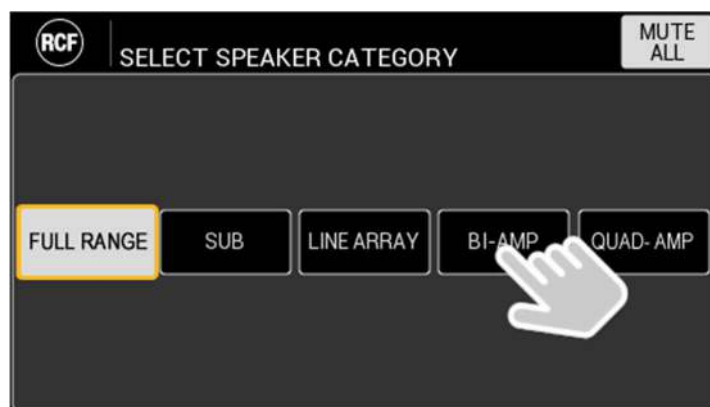 RCF
SELECT SPEAKER CATEGORY
MUTE
ALL
FULL RANGE
SUB
LINE ARRAY
BI-AMP
QUAD- AMP